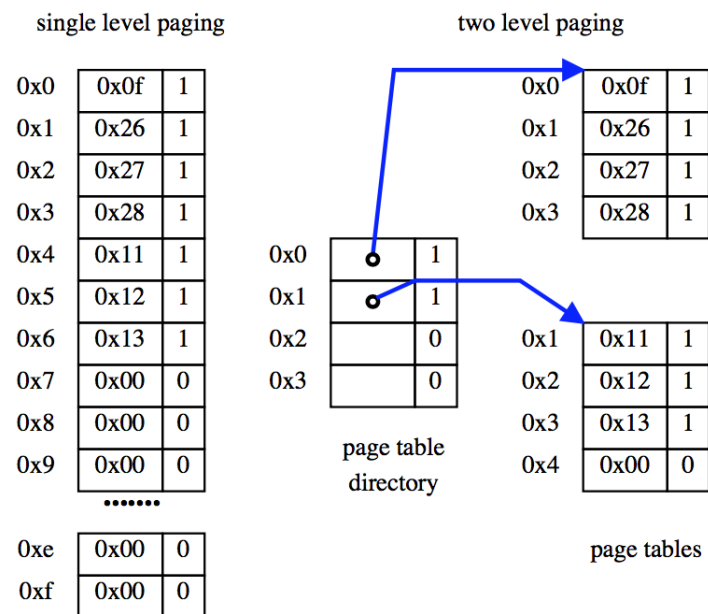 single level paging
0x0 0x0f 1
0x1 0x26 1
0x2 0x27 1
0x3 0x28 1
0x4 0x11 1
0x5 0x12 1
0x6 0x13 1
0x7 0x00 0
0x8 0x00 0
0x9 0x00 0
.......
0xe 0x00 0
0xf 0x00 0
two level paging
0x0 1
0x1 1
0x2 0
0x3 0
page table
directory
0x0 0x0f 1
0x1 0x26 1
0x2 0x27 1
0x3 0x28 1
0x1 0x11 1
0x2 0x12 1
0x3 0x13 1
0x4 0x00 0
page tables